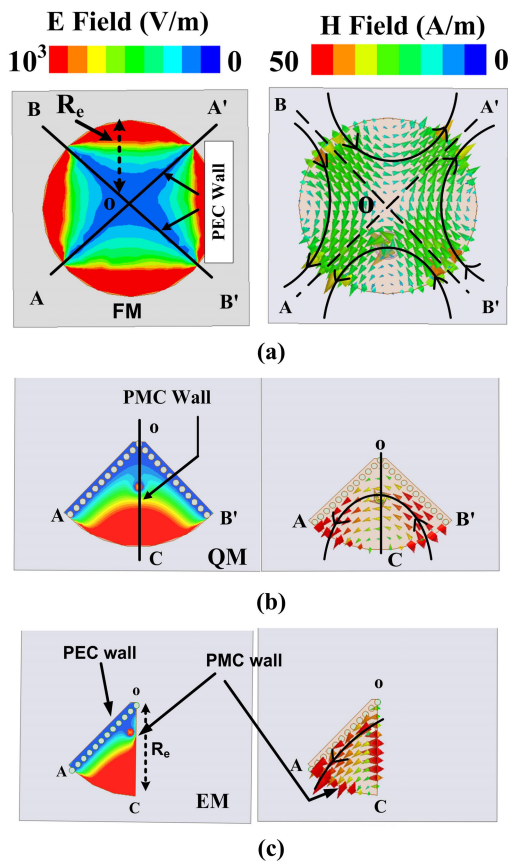 E Field (V/m)
10³ 0
H Field (A/m)
50 0
B A'
Rₑ
o
PEC Wall
A B'
FM
B A'
O
A B'
(a)
PMC Wall
o
A B'
C QM
o
A B'
C
(b)
PEC wall
PMC wall
o
Rₑ
A
C
EM
o
A
C
(c)